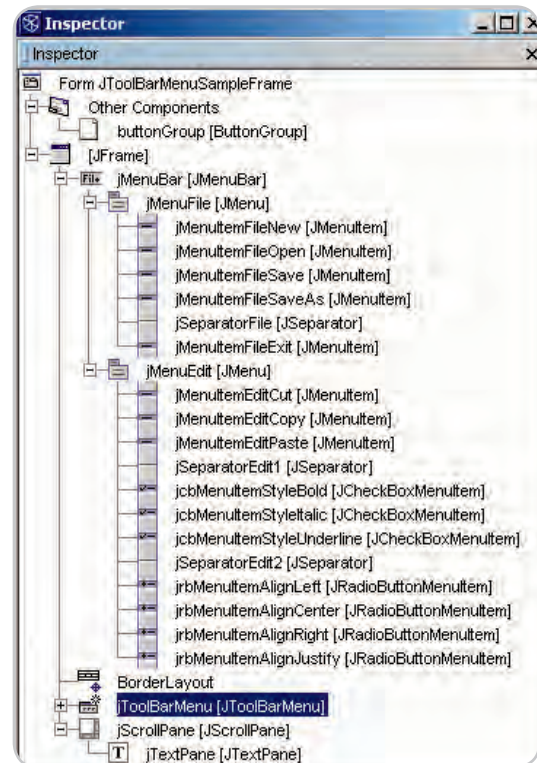 Inspector
Inspector
Form JToolBarMenuSampleFrame
Other Components
buttonGroup [ButtonGroup]
[JFrame]
File
jMenuBar [JMenuBar]
jMenuFile [JMenu]
jMenuItemFileNew [JMenuItem]
jMenuItemFileOpen [JMenuItem]
jMenuItemFileSave [JMenuItem]
jMenuItemFileSaveAs [JMenuItem]
jSeparatorFile [JSeparator]
jMenuItemFileExit [JMenuItem]
jMenuEdit [JMenu]
jMenuItemEditCut [JMenuItem]
jMenuItemEditCopy [JMenuItem]
jMenuItemEditPaste [JMenuItem]
jSeparatorEdit1 [JSeparator]
jcbMenuItemStyleBold [JCheckBoxMenuItem]
jcbMenuItemStyleItalic [JCheckBoxMenuItem]
jcbMenuItemStyleUnderline [JCheckBoxMenuItem]
jSeparatorEdit2 [JSeparator]
jrbMenuItemAlignLeft [JRadioButtonMenuItem]
jrbMenuItemAlignCenter [JRadioButtonMenuItem]
jrbMenuItemAlignRight [JRadioButtonMenuItem]
jrbMenuItemAlignJustify [JRadioButtonMenuItem]
BorderLayout
jToolBarMenu [JToolBarMenu]
jScrollPane [JScrollPane]
T jTextPane [JTextPane]